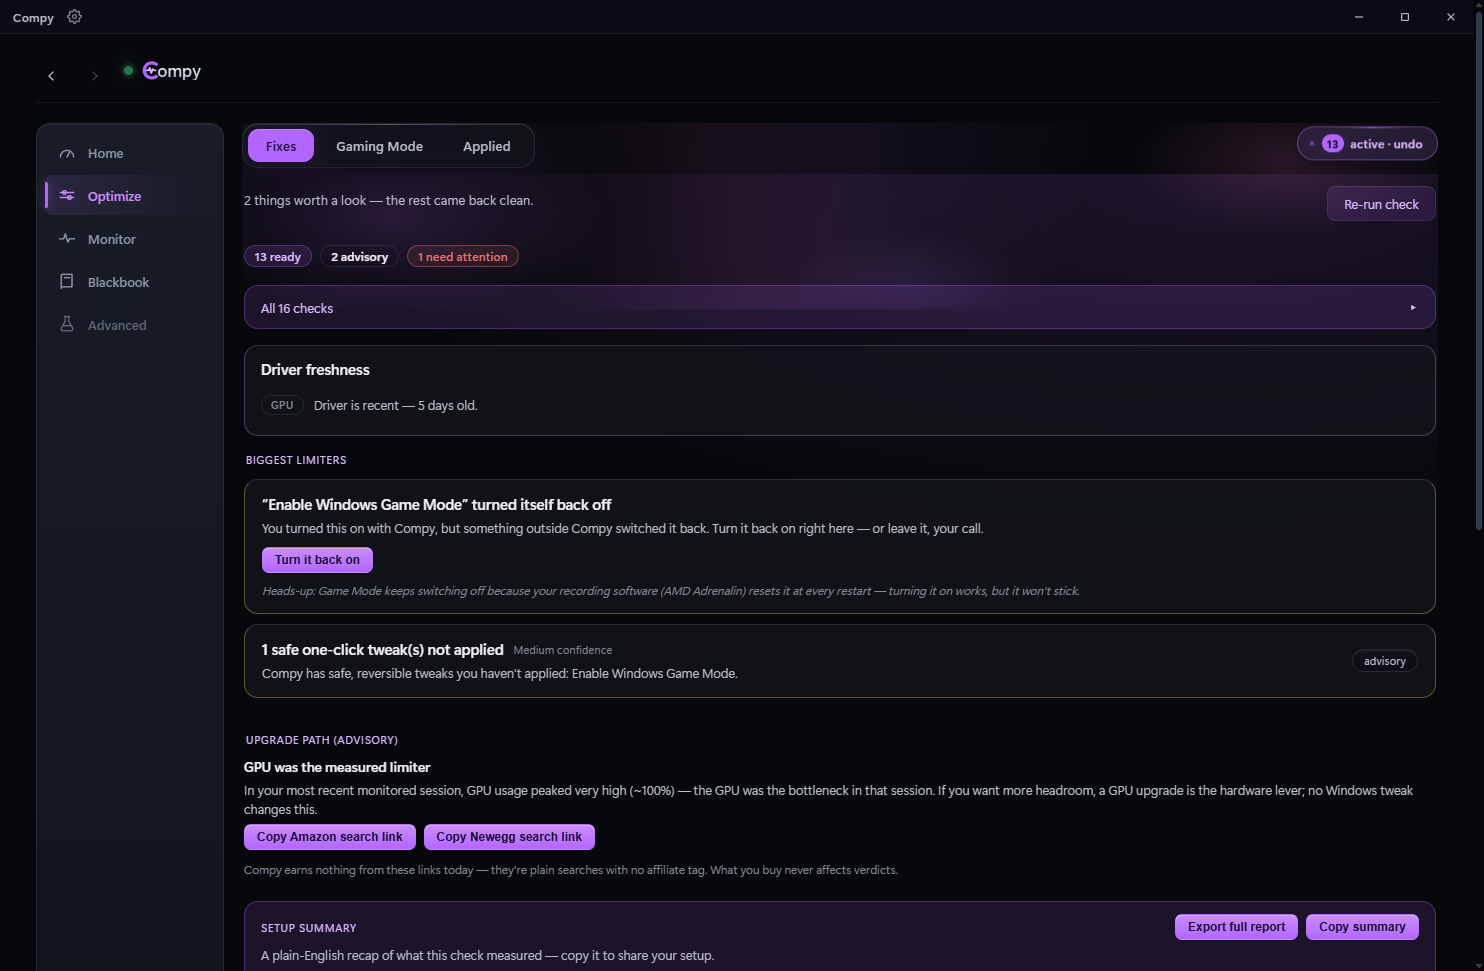 Compy
Compy
Home
Optimize
Monitor
Blackbook
Advanced
Fixes
Gaming Mode
Applied
13 active · undo
2 things worth a look — the rest came back clean.
Re-run check
13 ready
2 advisory
1 need attention
All 16 checks
Driver freshness
GPU Driver is recent — 5 days old.
BIGGEST LIMITERS
“Enable Windows Game Mode” turned itself back off
You turned this on with Compy, but something outside Compy switched it back. Turn it back on right here — or leave it, your call.
Turn it back on
Heads-up: Game Mode keeps switching off because your recording software (AMD Adrenalin) resets it at every restart — turning it on works, but it won't stick.
1 safe one-click tweak(s) not applied Medium confidence
Compy has safe, reversible tweaks you haven't applied: Enable Windows Game Mode.
advisory
UPGRADE PATH (ADVISORY)
GPU was the measured limiter
In your most recent monitored session, GPU usage peaked very high (~100%) — the GPU was the bottleneck in that session. If you want more headroom, a GPU upgrade is the hardware lever; no Windows tweak
changes this.
Copy Amazon search link
Copy Newegg search link
Compy earns nothing from these links today — they're plain searches with no affiliate tag. What you buy never affects verdicts.
SETUP SUMMARY
Export full report
Copy summary
A plain-English recap of what this check measured — copy it to share your setup.